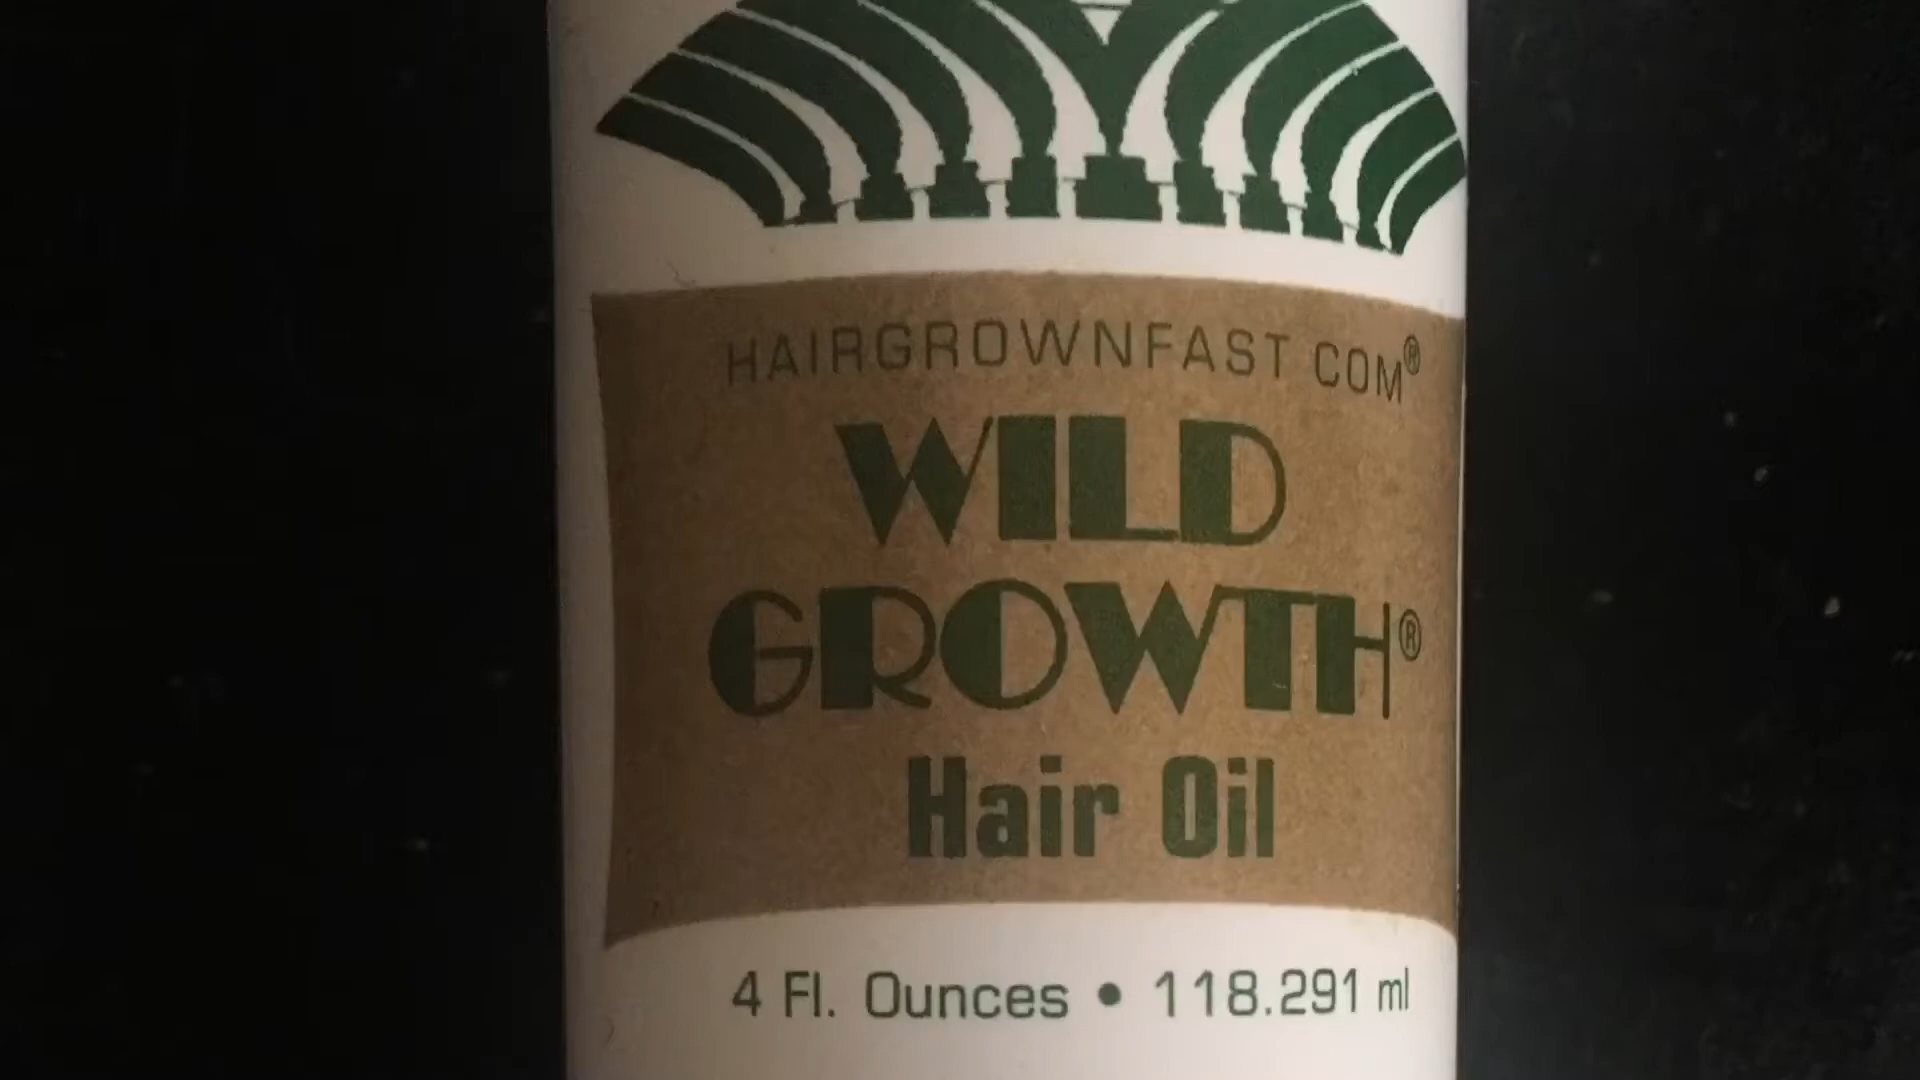 HAIRGROWNFAST COM®
WILD
GROWTH®
Hair Oil
4 Fl. Ounces • 118.291 ml